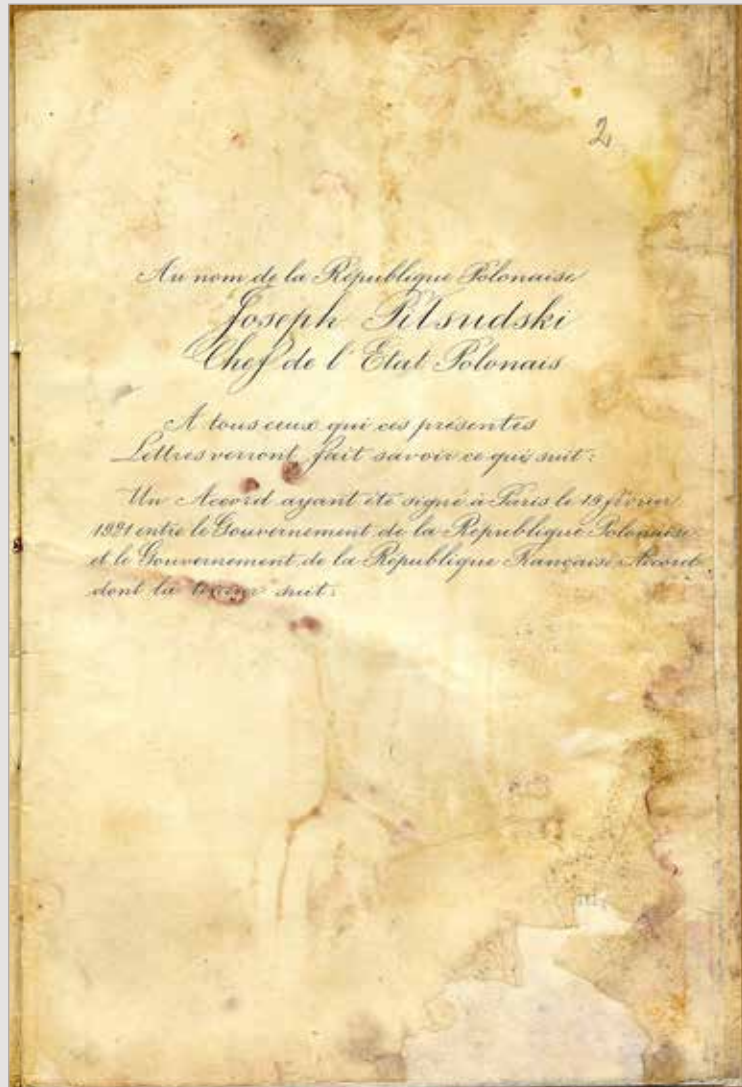 2
Au nom de la République Polonaise
Joseph Pilsudski
Chef de l'Etat Polonais
A tous ceux qui ces présentes
Lettres verront fait savoir ce qui suit:
Un Accord ayant été signé à Paris le 19 février
1921 entre le Gouvernement de la République Polonaise
et le Gouvernement de la République Française Accord
dont la teneur suit: